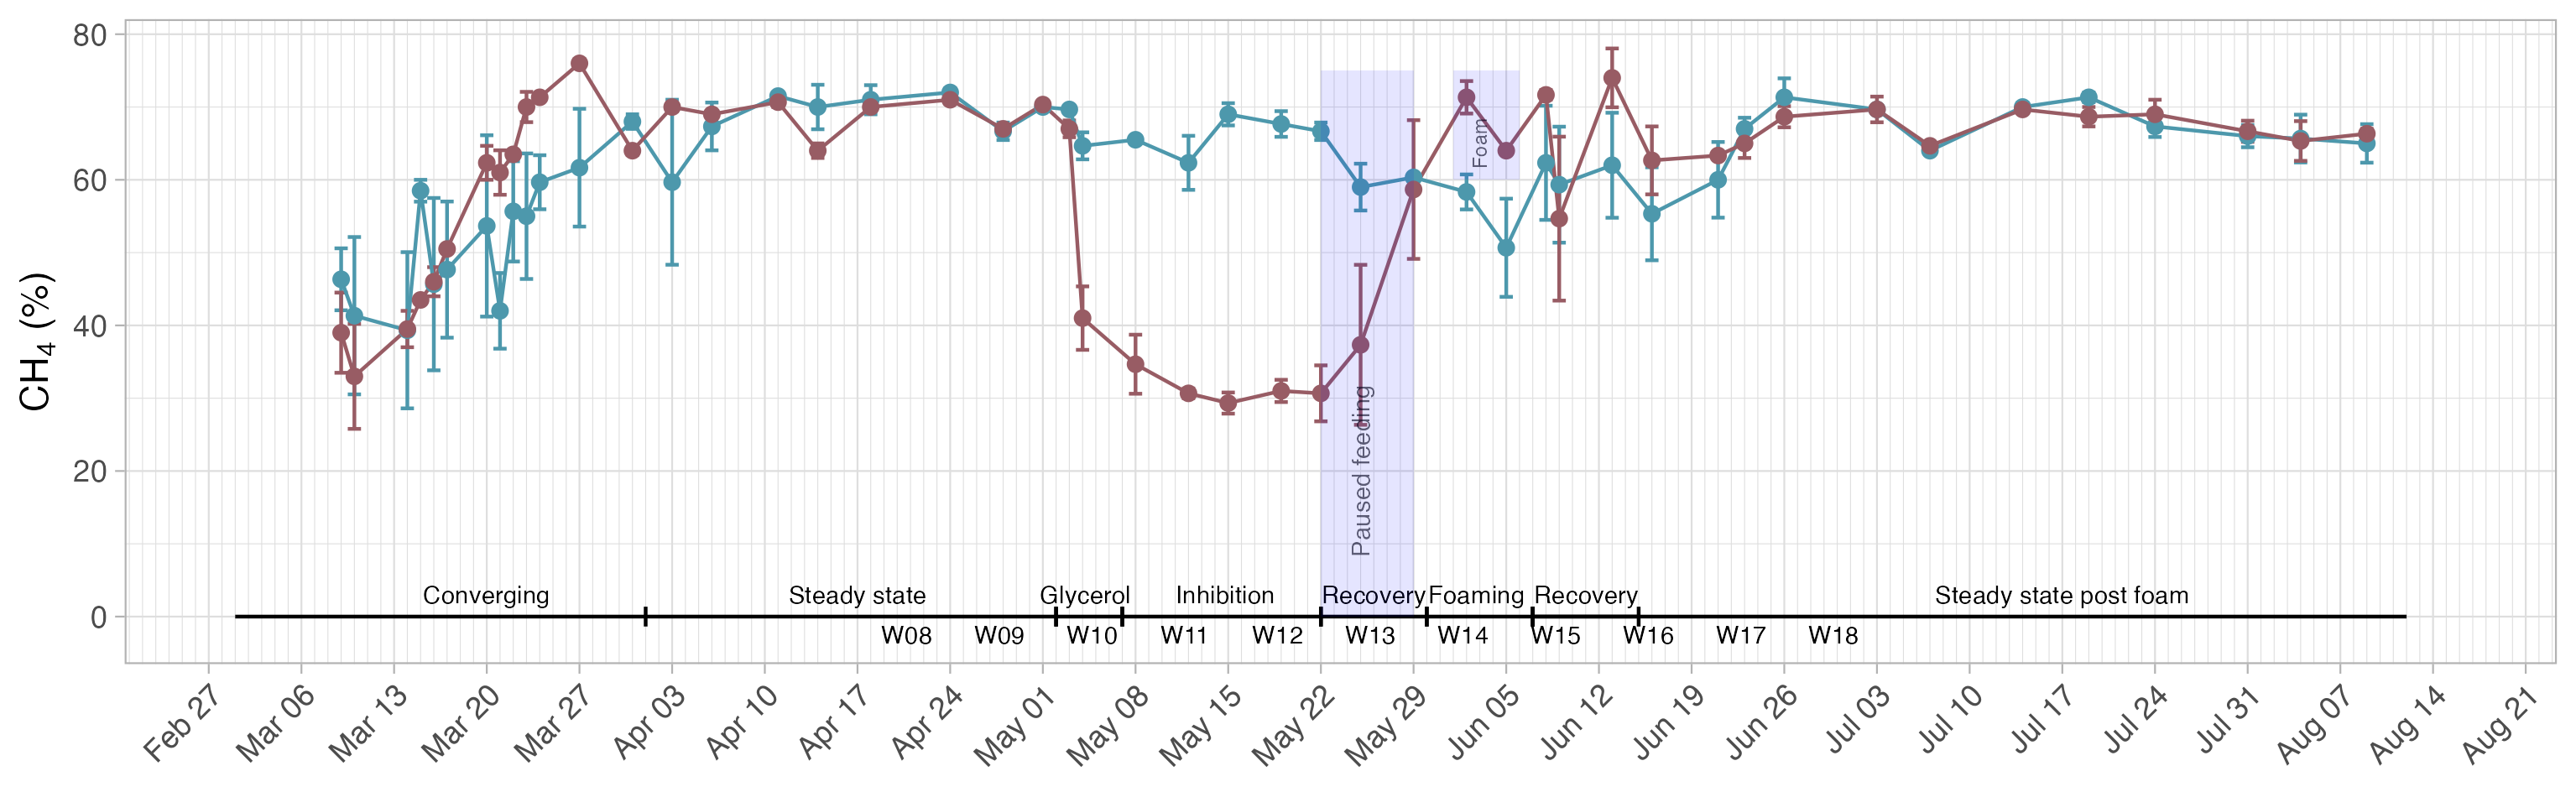 CH4 (%)
80
60
40
20
0
Foam
Paused feeding
Converging
Steady state
Glycerol
Inhibition
Recovery
Foaming
Recovery
Steady state post foam
W08
W09
W10
W11
W12
W13
W14
W15
W16
W17
W18
Feb 27
Mar 06
Mar 13
Mar 20
Mar 27
Apr 03
Apr 10
Apr 17
Apr 24
May 01
May 08
May 15
May 22
May 29
Jun 05
Jun 12
Jun 19
Jun 26
Jul 03
Jul 10
Jul 17
Jul 24
Jul 31
Aug 07
Aug 14
Aug 21